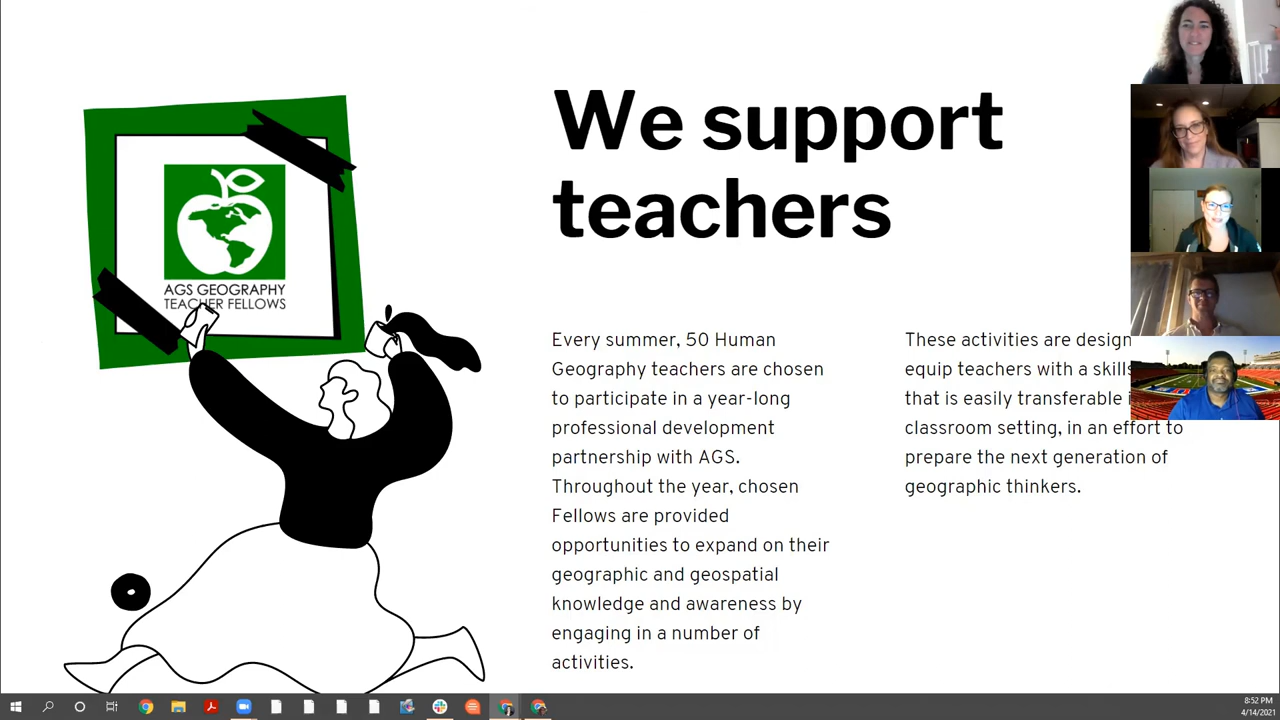 We support
teachers
AGS GEOGRAPHY
TEACHER FELLOWS
Every summer, 50 Human
Geography teachers are chosen
to participate in a year-long
professional development
partnership with AGS.
Throughout the year, chosen
Fellows are provided
opportunities to expand on their
geographic and geospatial
knowledge and awareness by
engaging in a number of
activities.
These activities are design
equip teachers with a skills
that is easily transferable
classroom setting, in an effort to
prepare the next generation of
geographic thinkers.
8:52 PM
4/14/2021